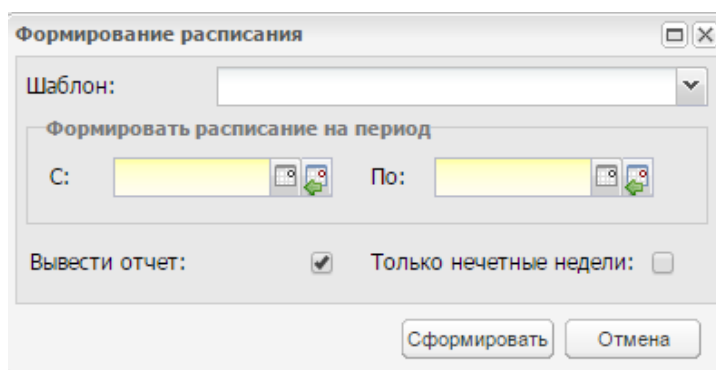 Формирование расписания
Шаблон:
Формировать расписание на период
С: По:
Вывести отчет: Только нечетные недели:
Сформировать Отмена